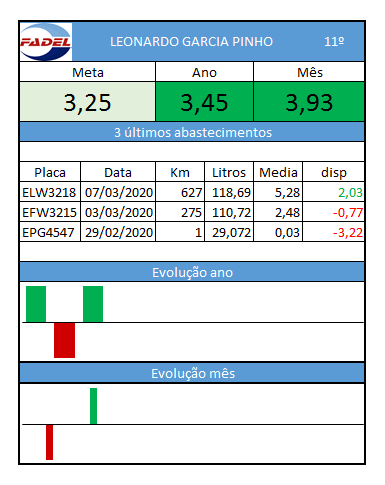 FADEL LEONARDO GARCIA PINHO 11º
Meta Ano Mês
3,25 3,45 3,93
3 últimos abastecimentos
Placa Data Km Litros Media disp
ELW3218 07/03/2020 627 118,69 5,28 2,03
EFW3215 03/03/2020 275 110,72 2,48 -0,77
EPG4547 29/02/2020 1 29,072 0,03 -3,22
Evolução ano
Evolução mês